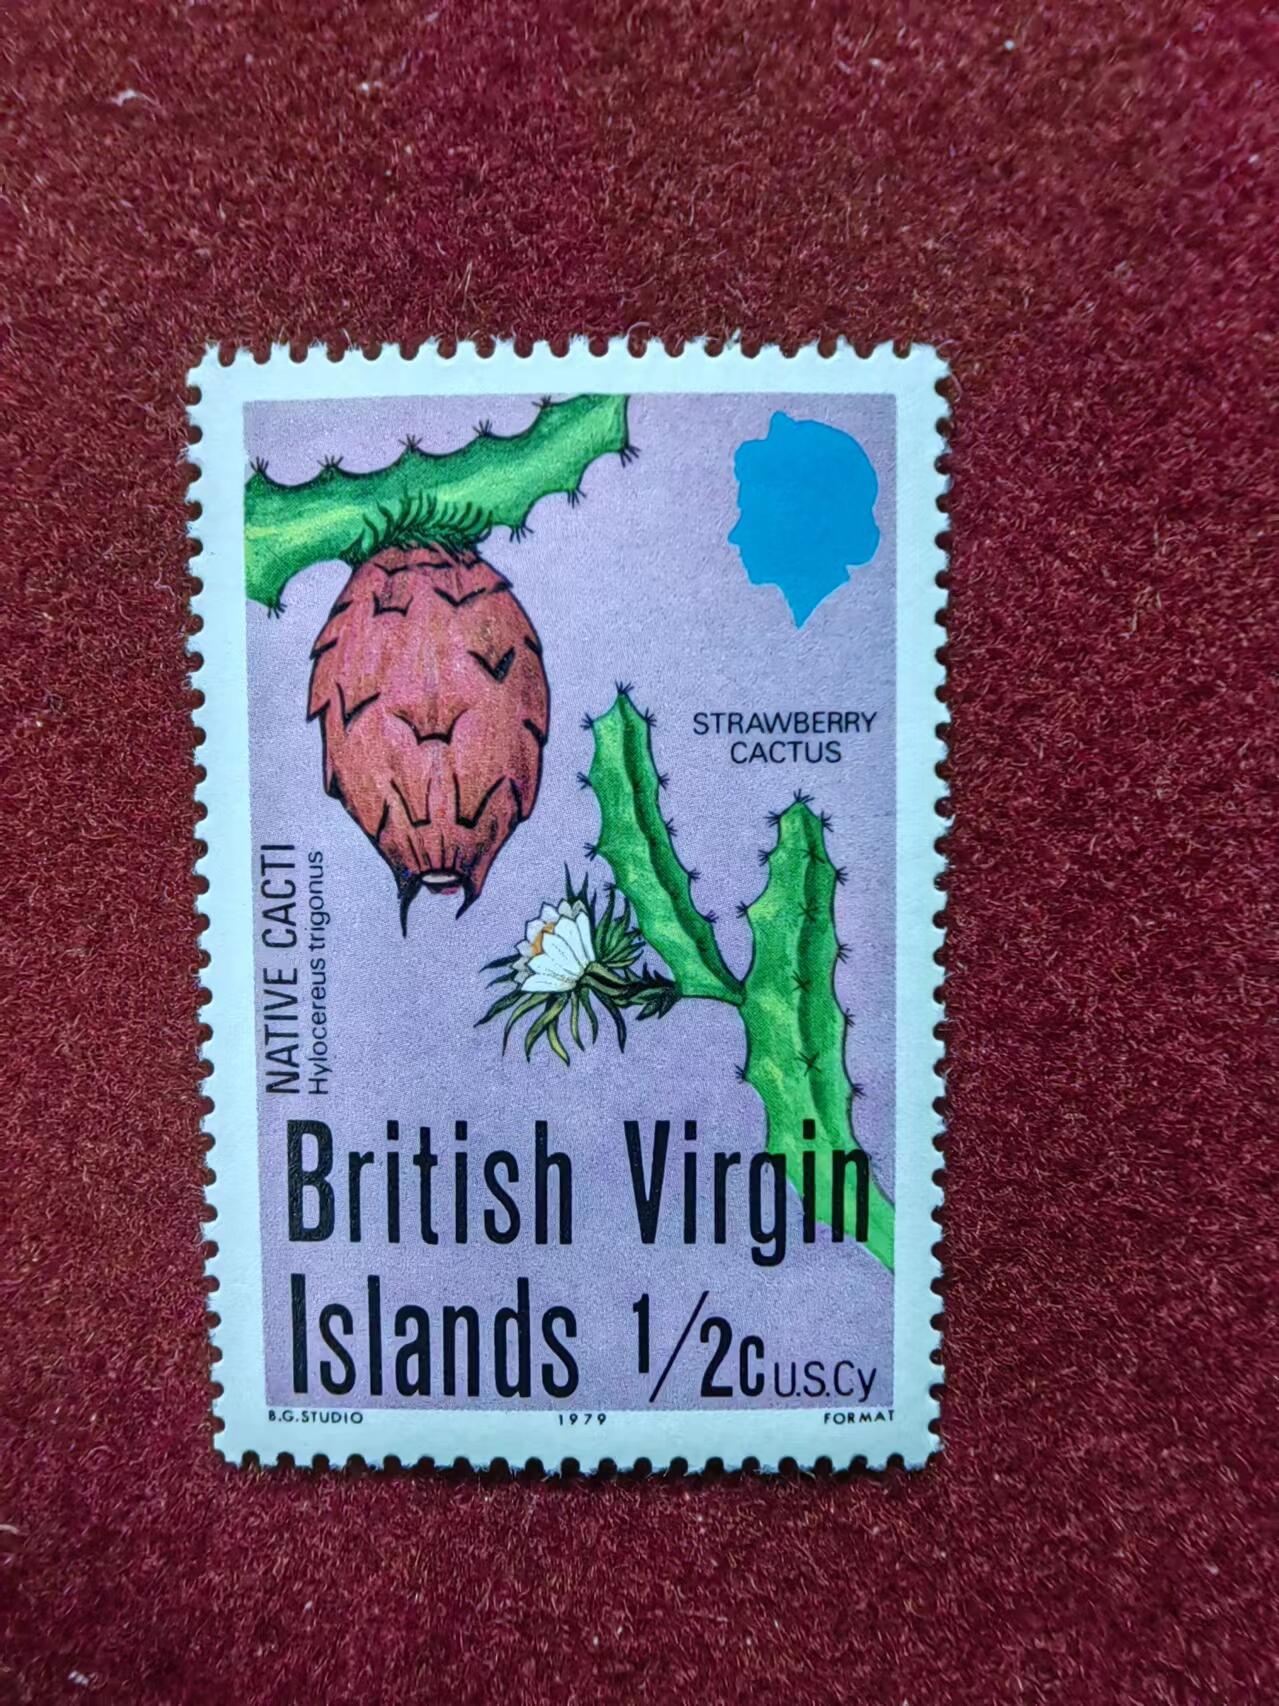 STRAWBERRY
CACTUS
NATIVE CACTI
Hylocereus trigonus
British Virgin
Islands 1/2c U.S.Cy
B.G.STUDIO 1979 FORMAT